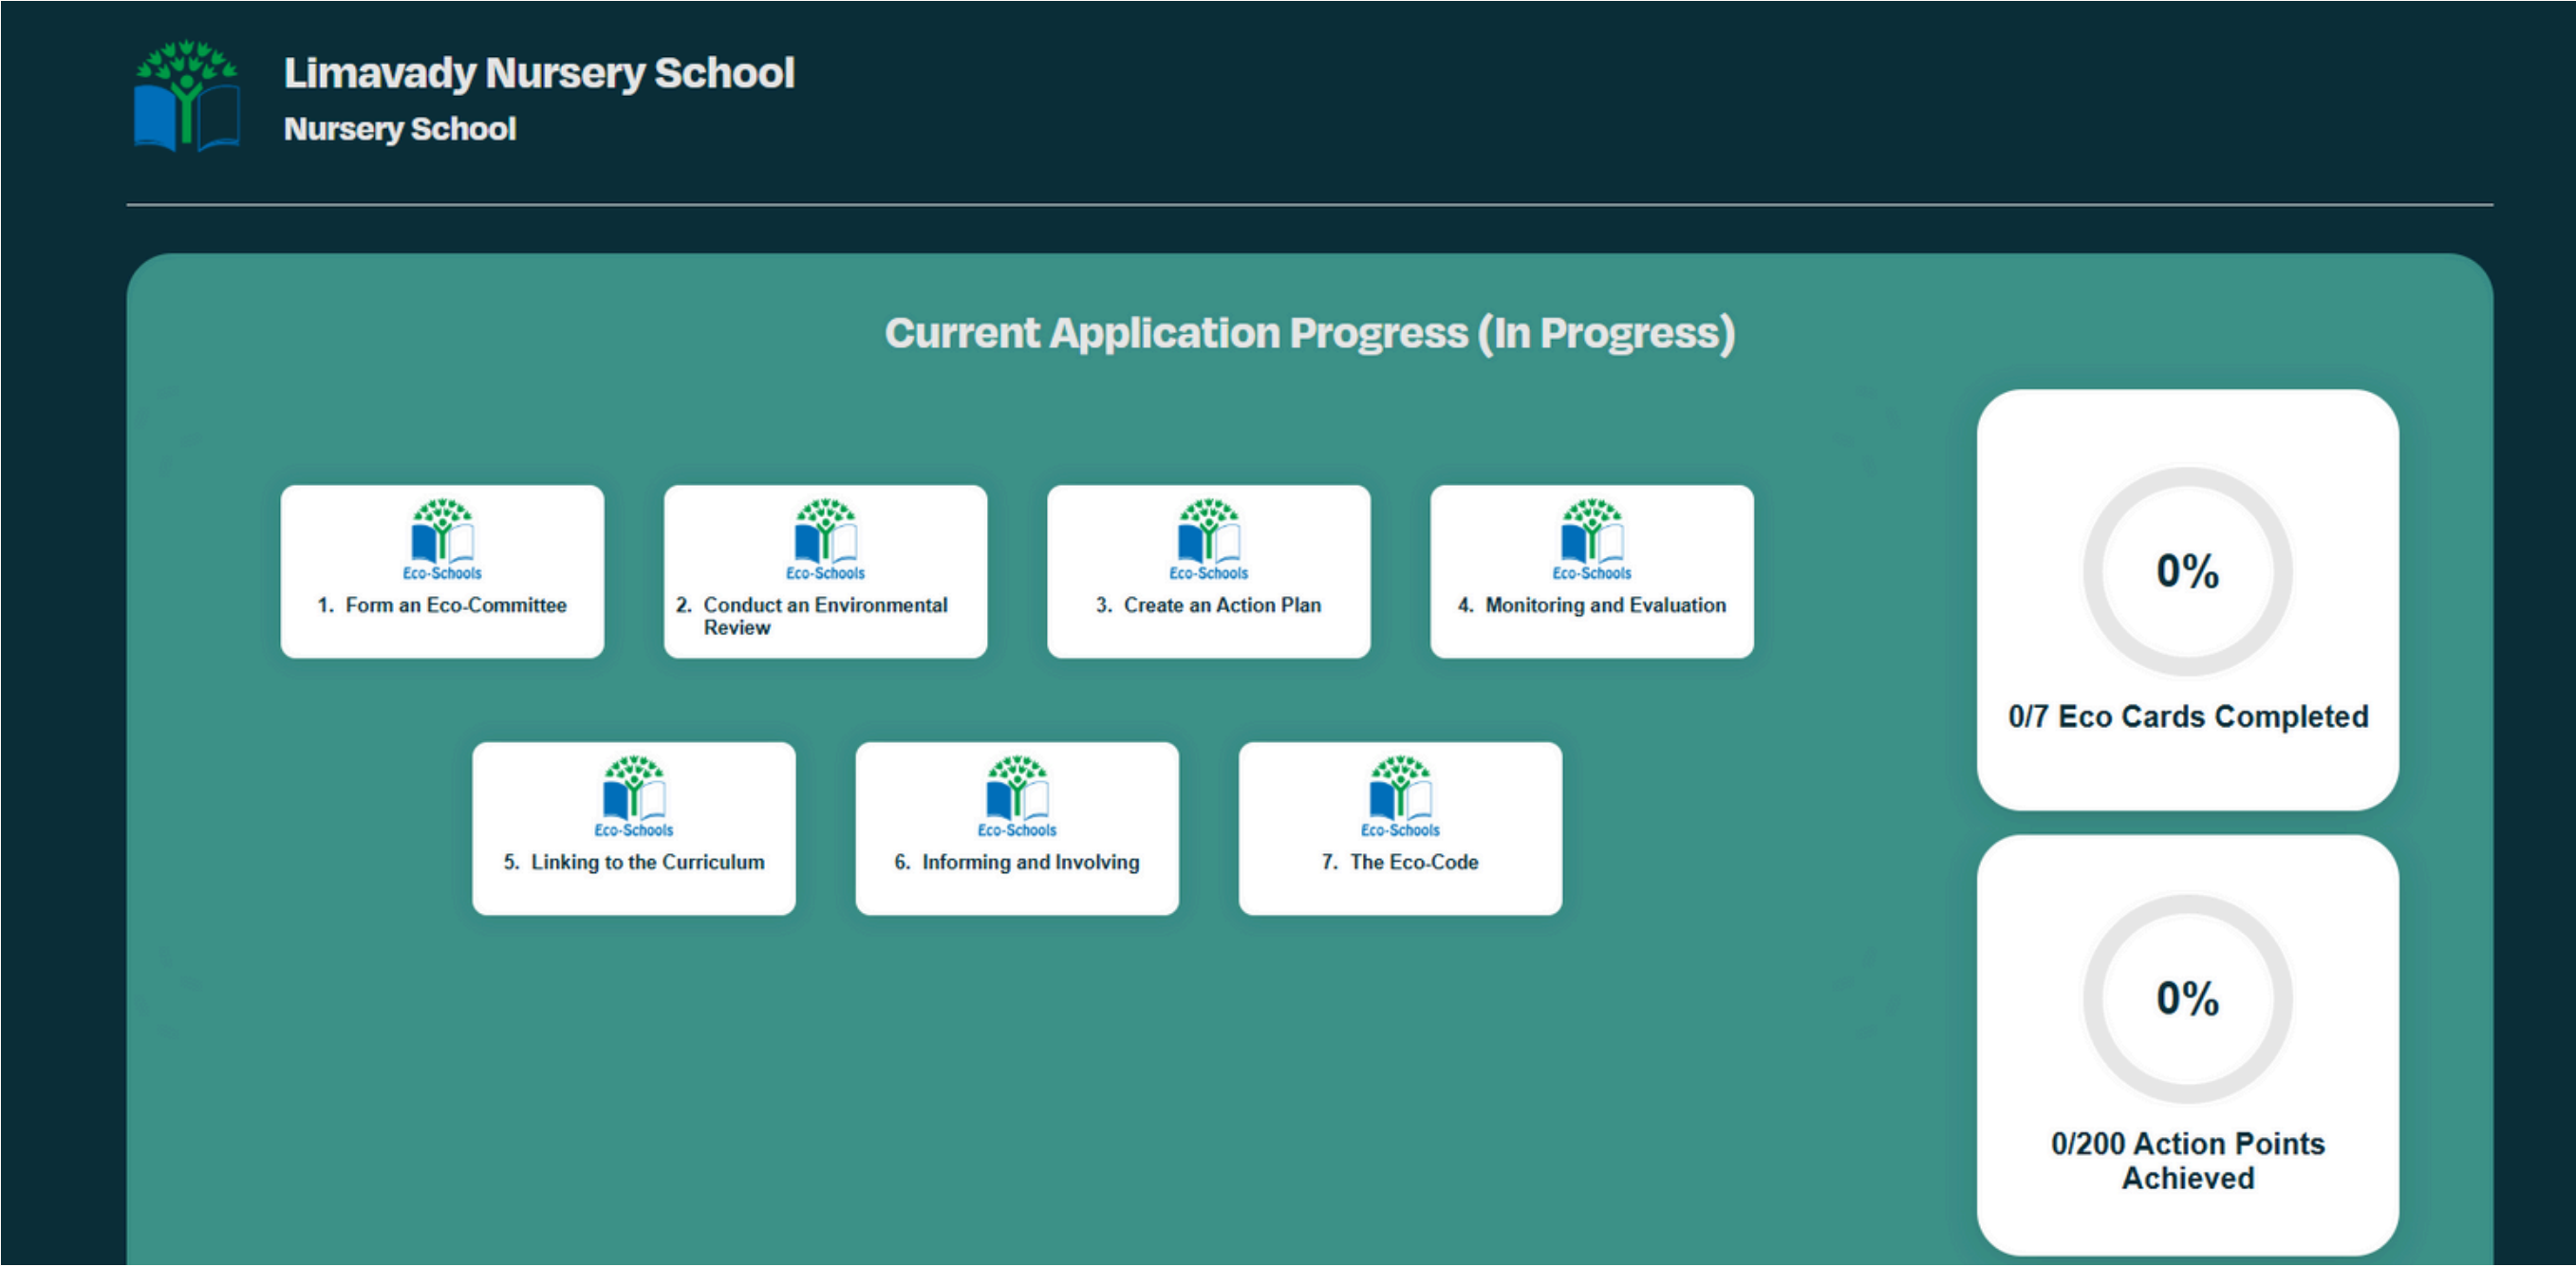 Limavady Nursery School
Nursery School
Current Application Progress (In Progress)
Eco-Schools
1. Form an Eco-Committee
Eco-Schools
2. Conduct an Environmental
Review
Eco-Schools
3. Create an Action Plan
Eco-Schools
4. Monitoring and Evaluation
Eco-Schools
5. Linking to the Curriculum
Eco-Schools
6. Informing and Involving
Eco-Schools
7. The Eco-Code
0%
0/7 Eco Cards Completed
0%
0/200 Action Points
Achieved